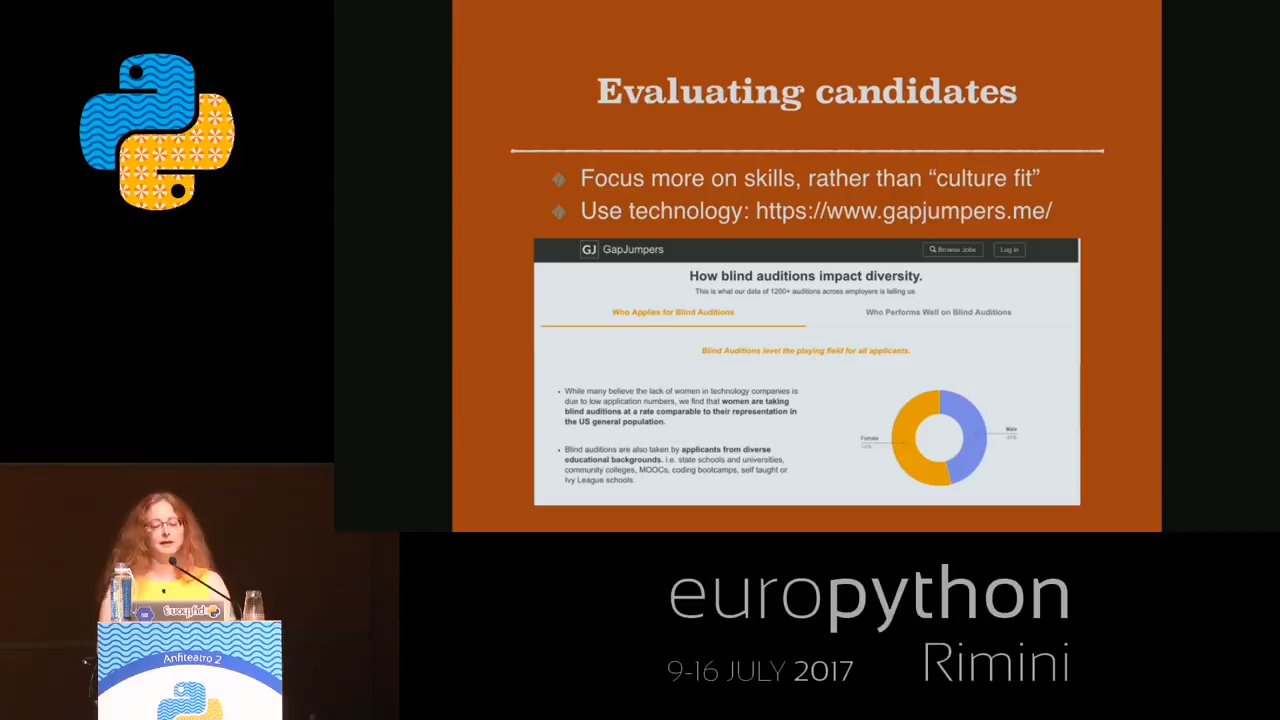 Evaluating candidates
Focus more on skills, rather than “culture fit”
Use technology: https://www.gapjumpers.me/
GJ GapJumpers
Browse Jobs
Log in
How blind auditions impact diversity.
This is what our data of 1200+ auditions across employers is telling us.
Who Applies for Blind Auditions
Who Performs Well on Blind Auditions
Blind Auditions level the playing field for all applicants.
While many believe the lack of women in technology companies is
due to low application numbers, we find that women are taking
blind auditions at a rate comparable to their representation in
the US general population.
Blind auditions are also taken by applicants from diverse
educational backgrounds. i.e. state schools and universities,
community colleges, MOOCs, coding bootcamps, self taught or
Ivy League schools.
Females
Male
python
Anfiteatro 2
europython
Rimini
9-16 JULY 2017